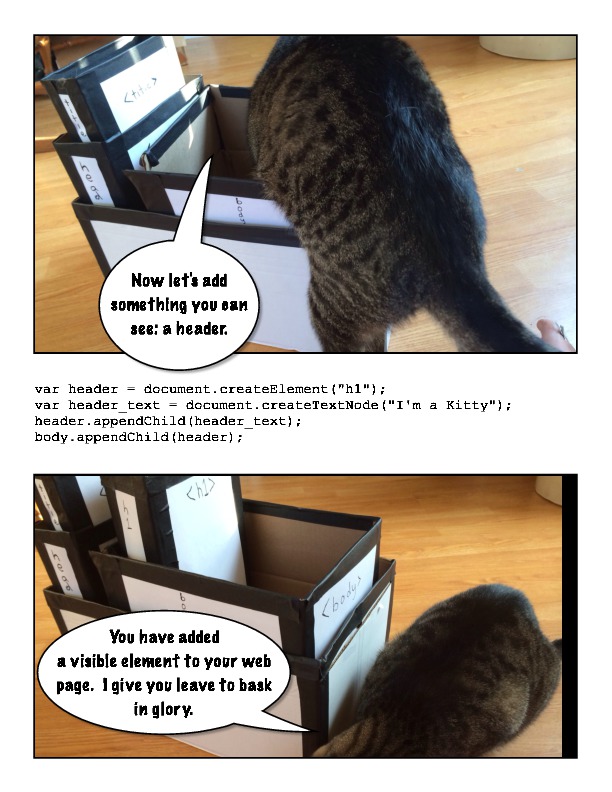 <title>
title
head
body
Now let's add
something you can
see: a header.
var header = document.createElement("h1");
var header_text = document.createTextNode("I'm a Kitty");
header.appendChild(header_text);
body.appendChild(header);
<h1>
h1
head
<body>
You have added
a visible element to your web
page.  I give you leave to bask
in glory.